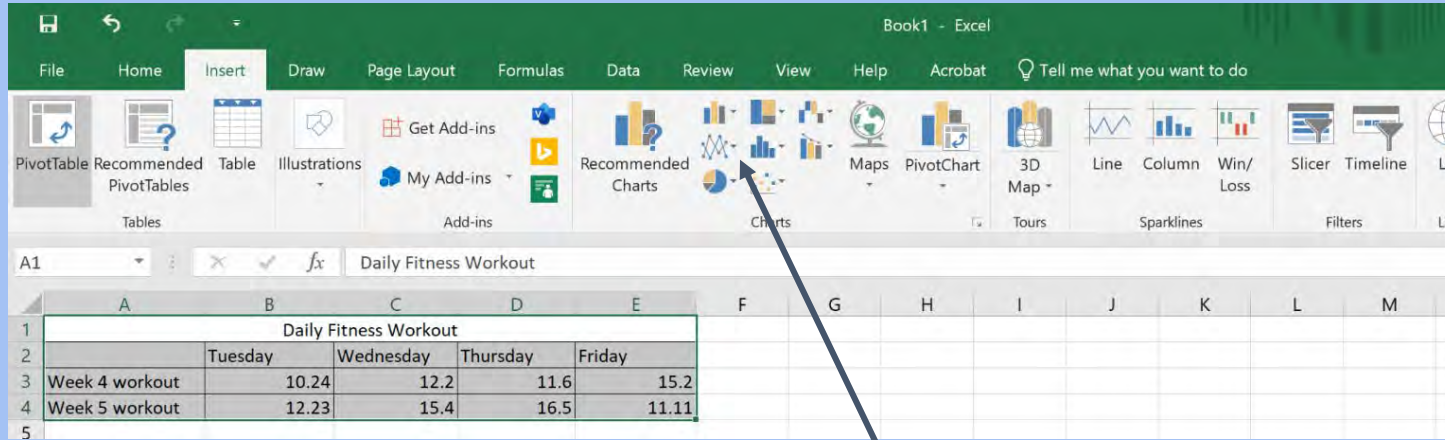 Book1 - Excel
File Home Insert Draw Page Layout Formulas Data Review View Help Acrobat Tell me what you want to do
PivotTable Recommended PivotTables Table Illustrations Get Add-ins My Add-ins Recommended Charts Maps PivotChart 3D Map Line Column Win/ Loss Slicer Timeline
Tables Add-ins Charts Tours Sparklines Filters
A1 fx Daily Fitness Workout
A B C D E F G H I J K L M
1 Daily Fitness Workout
2 Tuesday Wednesday Thursday Friday
3 Week 4 workout 10.24 12.2 11.6 15.2
4 Week 5 workout 12.23 15.4 16.5 11.11
5